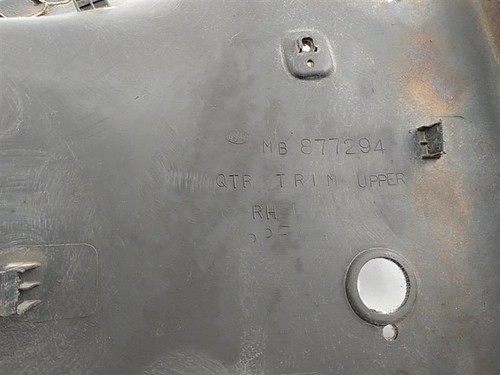 MB 877294
QTR TRIM UPPER
RH